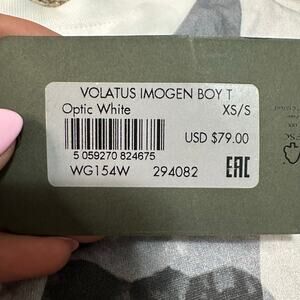 VOLATUS IMOGEN BOY T
Optic White XS/S
USD $79.00
5 059270 824675
WG154W 294082 EAC